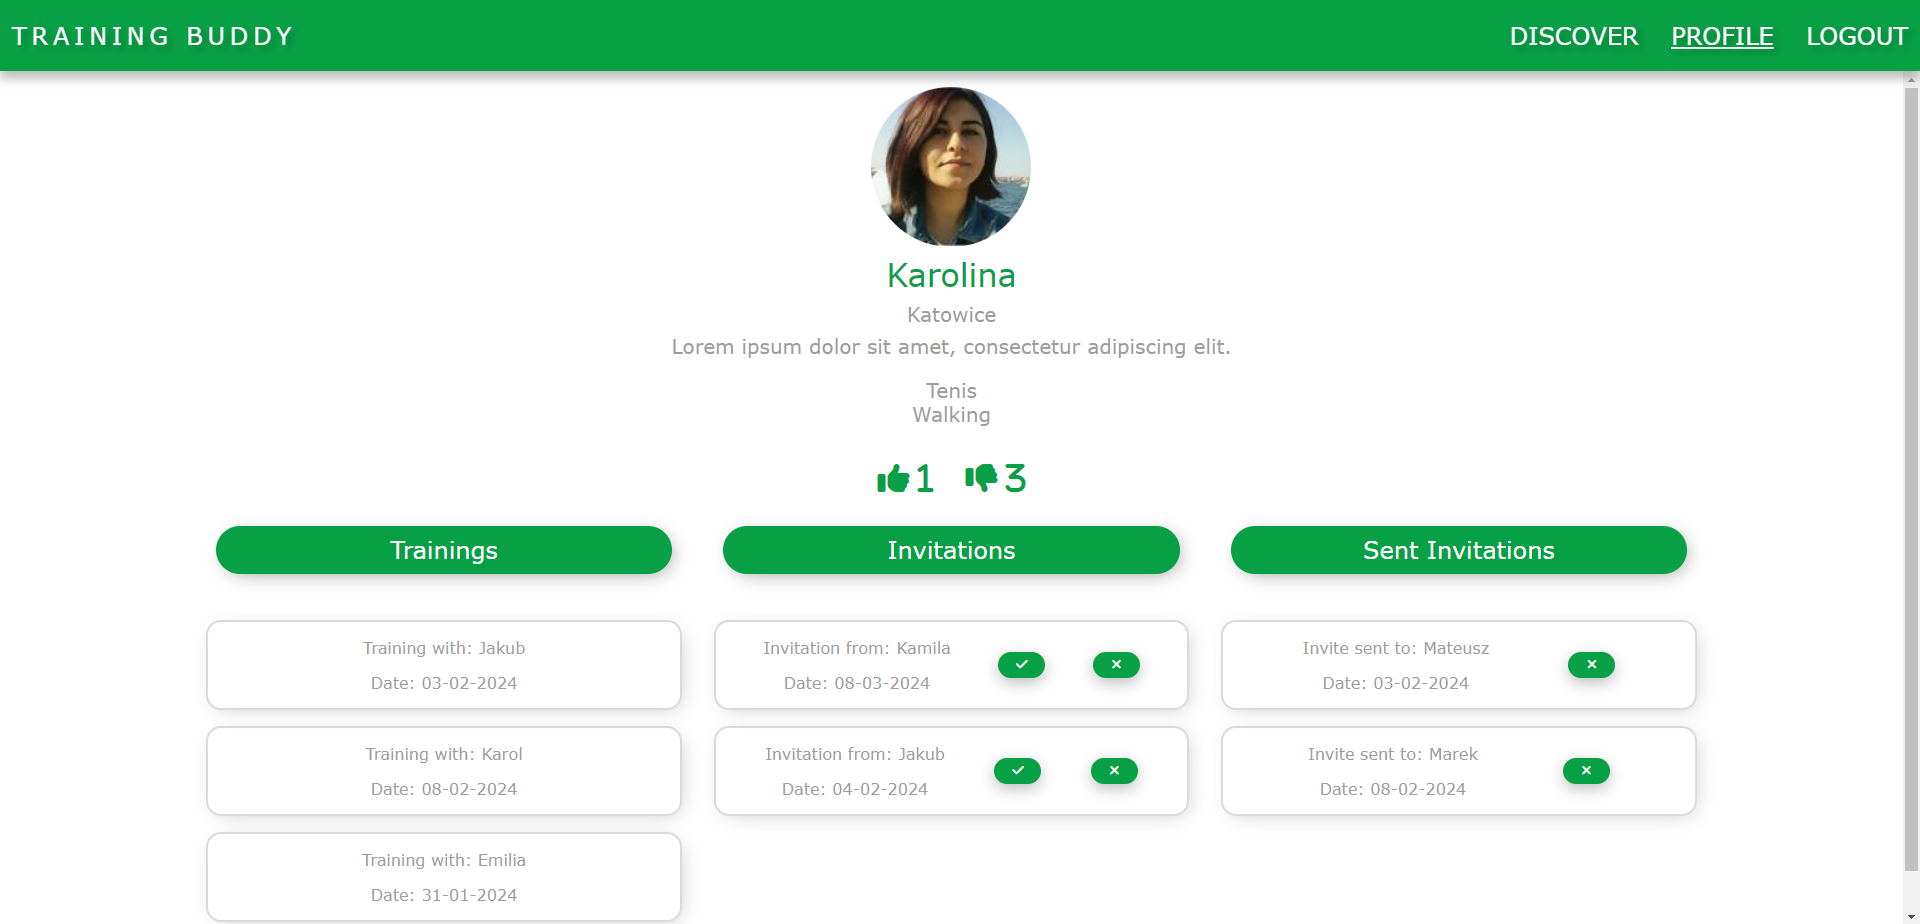 TRAINING BUDDY
DISCOVER
PROFILE
LOGOUT
Karolina
Katowice
Lorem ipsum dolor sit amet, consectetur adipiscing elit.
Tenis
Walking
1
3
Trainings
Training with: Jakub
Date: 03-02-2024
Training with: Karol
Date: 08-02-2024
Training with: Emilia
Date: 31-01-2024
Invitations
Invitation from: Kamila
Date: 08-03-2024
Invitation from: Jakub
Date: 04-02-2024
Sent Invitations
Invite sent to: Mateusz
Date: 03-02-2024
Invite sent to: Marek
Date: 08-02-2024